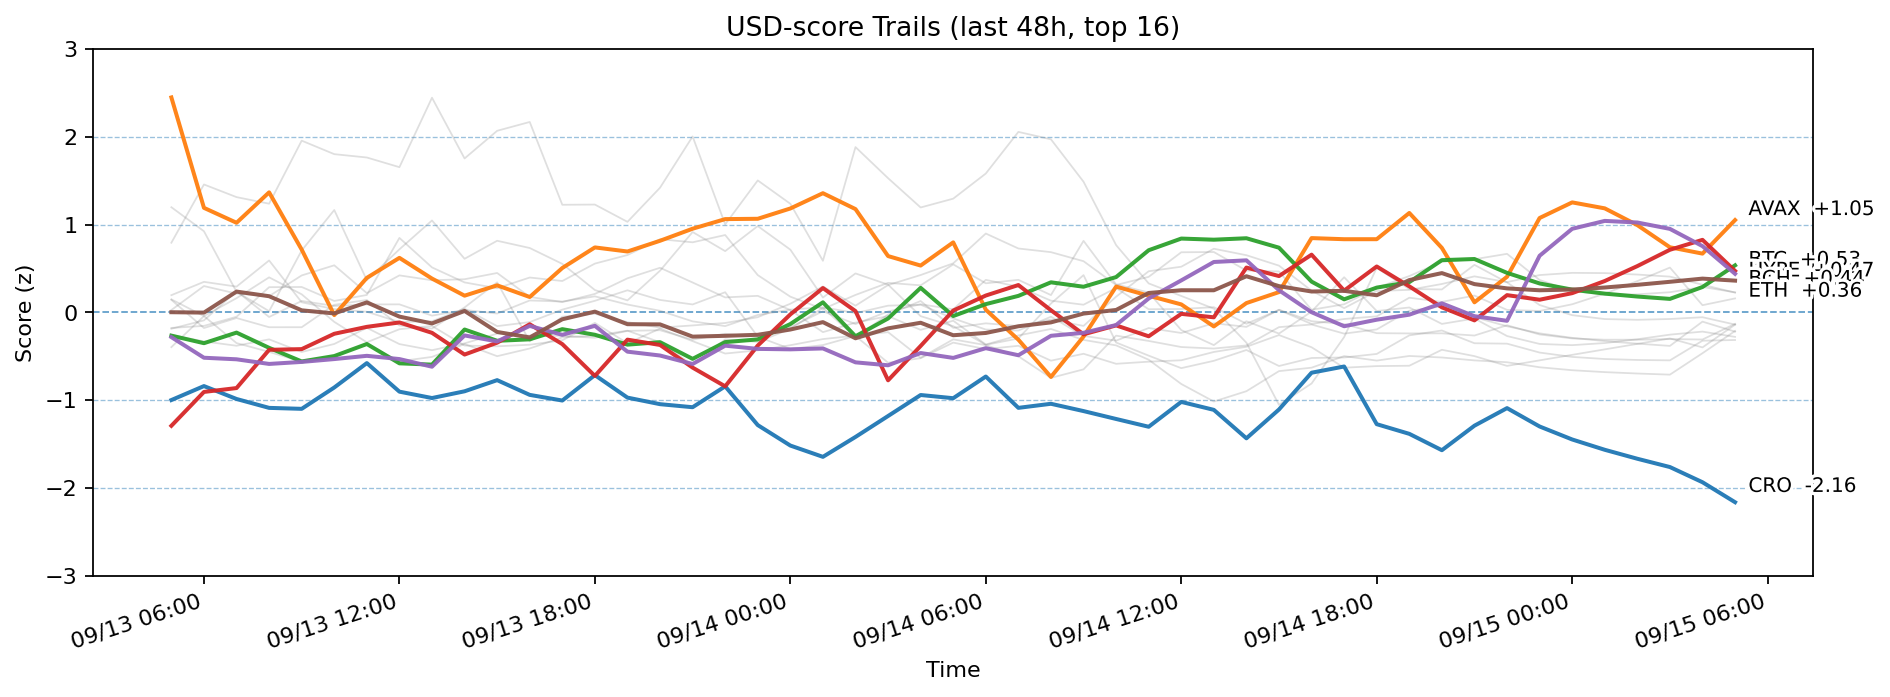 USD-score Trails (last 48h, top 16)
Score (z)
3
2
1
0
−1
−2
−3
AVAX +1.05
BTC +0.53
BCH +0.44
ETH +0.36
CRO -2.16
09/13 06:00
09/13 12:00
09/13 18:00
09/14 00:00
09/14 06:00
09/14 12:00
09/14 18:00
09/15 00:00
09/15 06:00
Time